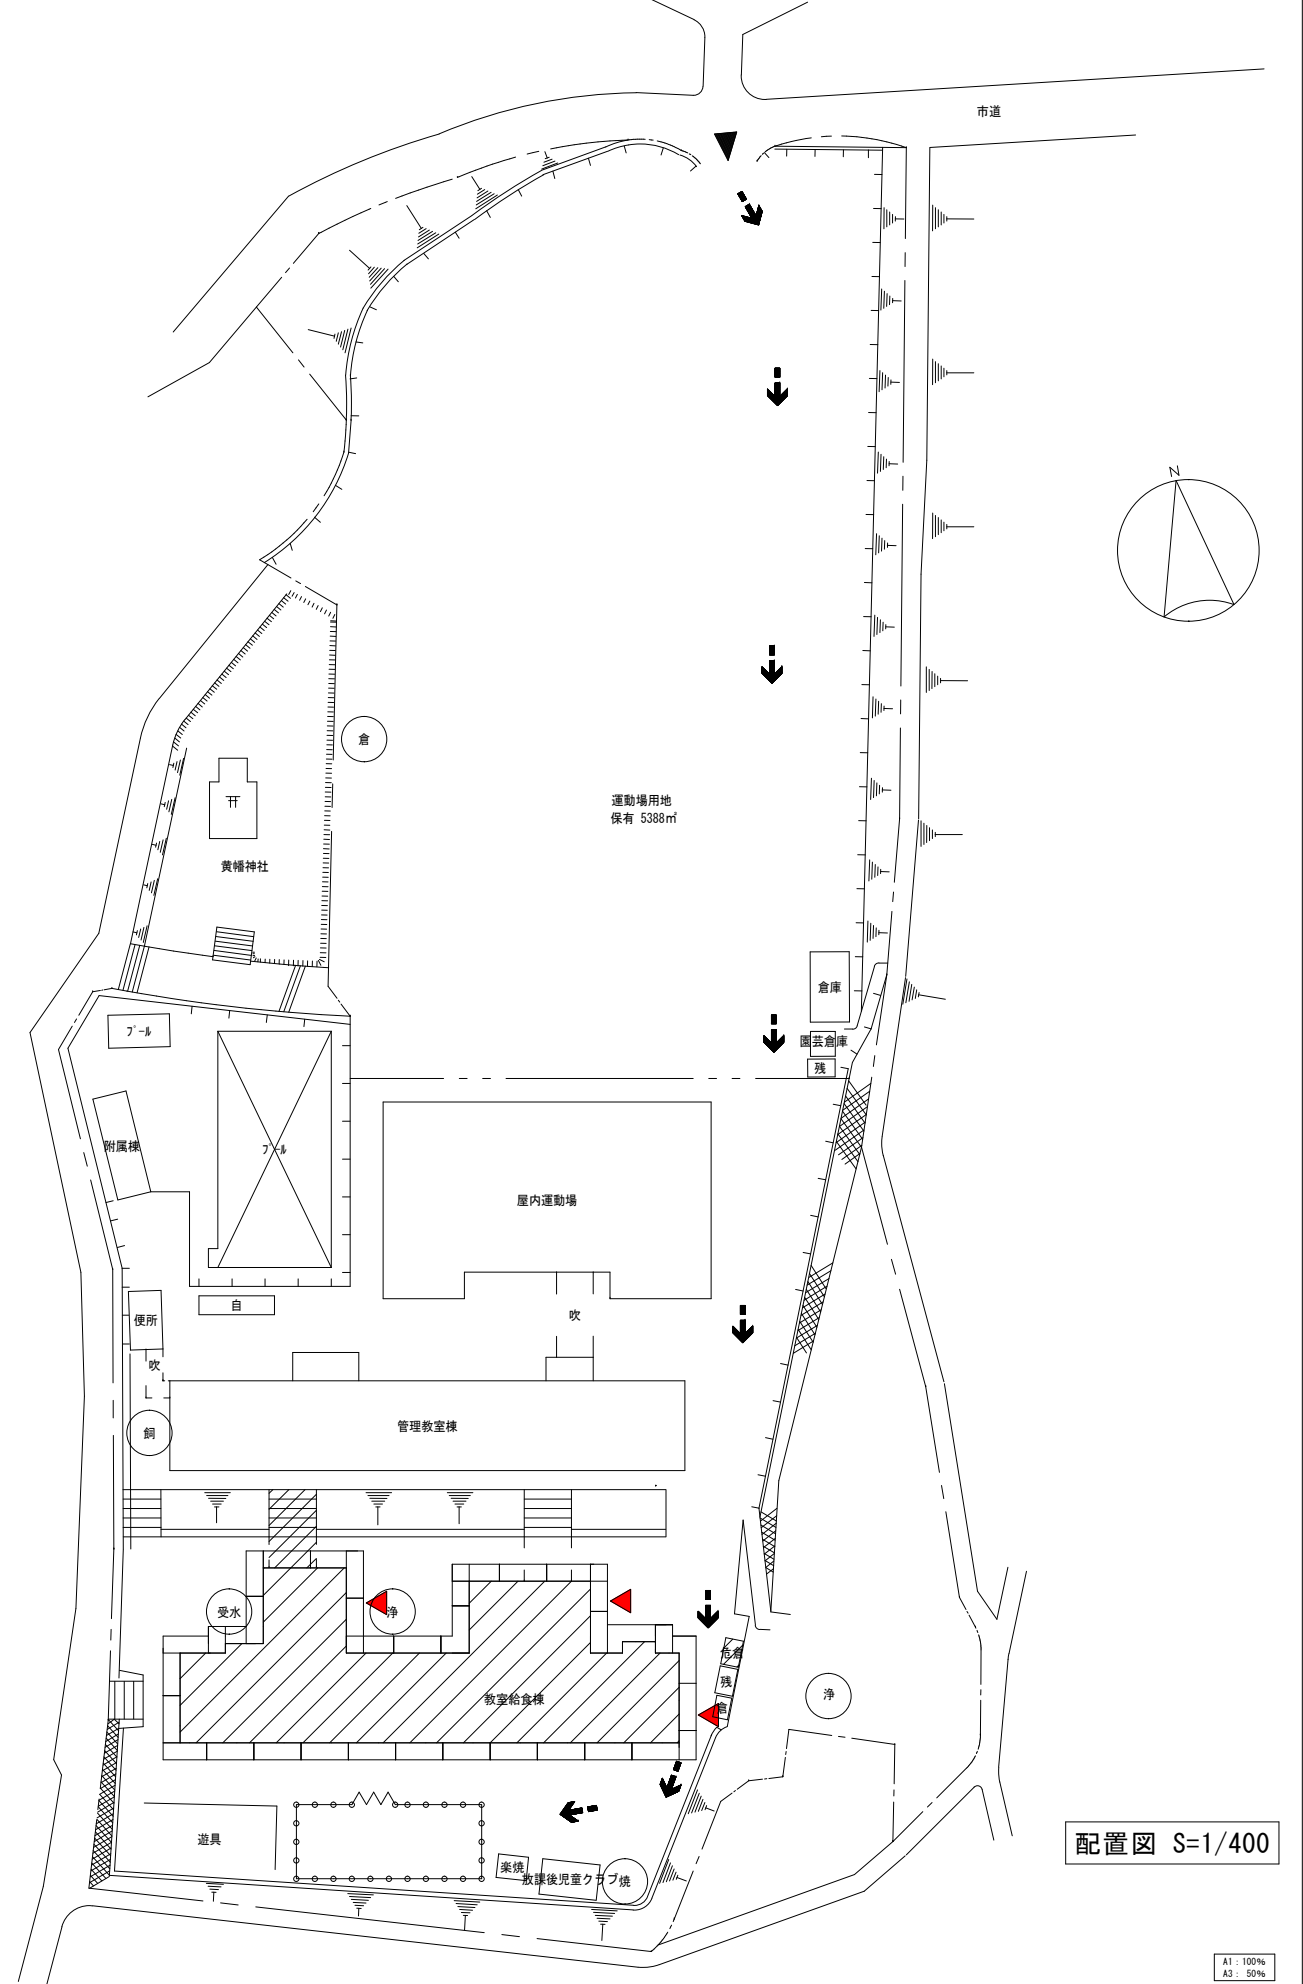 市道
N
倉
運動場用地
保有 5388㎡
黄幡神社
倉庫
園芸倉庫
残
プール
附属棟
プール
屋内運動場
自
便所
吹
吹
飼
管理教室棟
受水
浄
危倉
残
倉
浄
教室給食棟
遊具
楽焼
放課後児童クラブ
焼
配置図 S=1/400
A1 : 100%
A3 : 50%